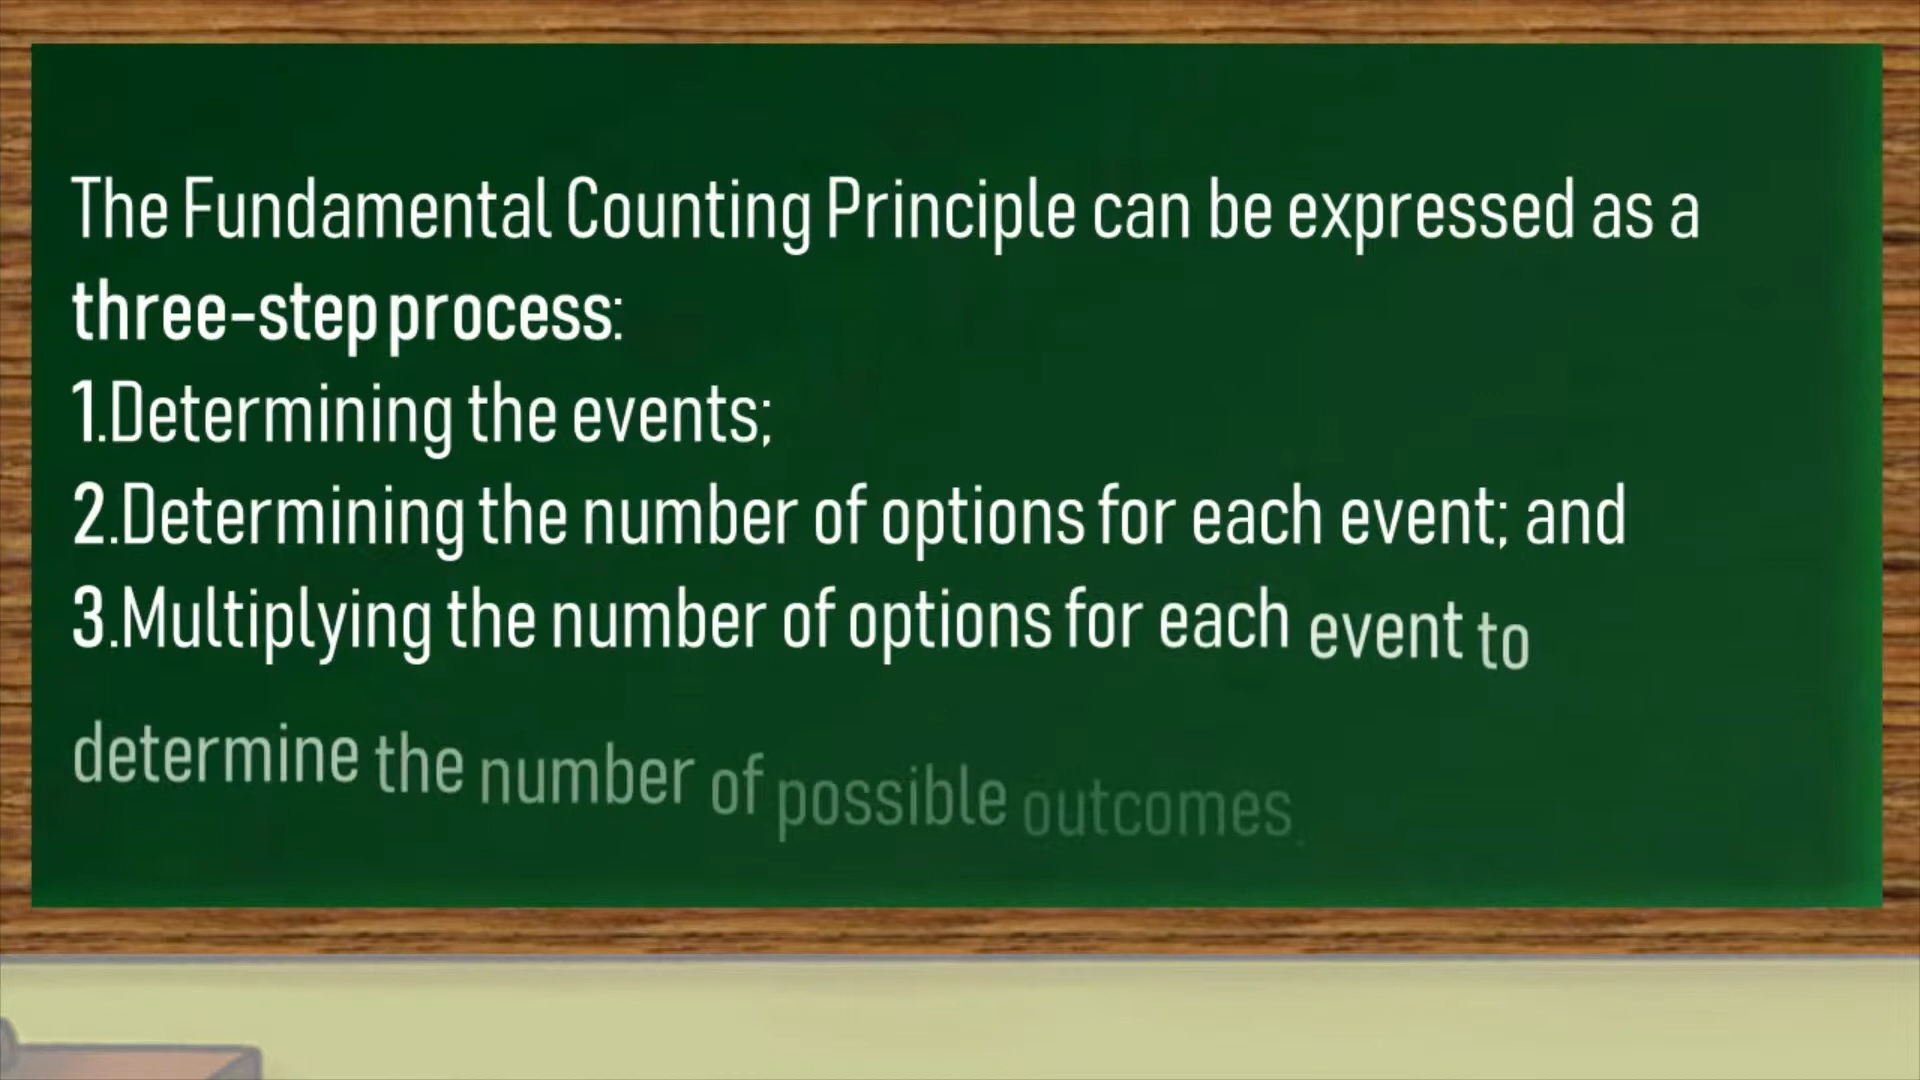 The Fundamental Counting Principle can be expressed as a
three-step process:
1.Determining the events;
2.Determining the number of options for each event; and
3.Multiplying the number of options for each event to
determine the number of possible outcomes.